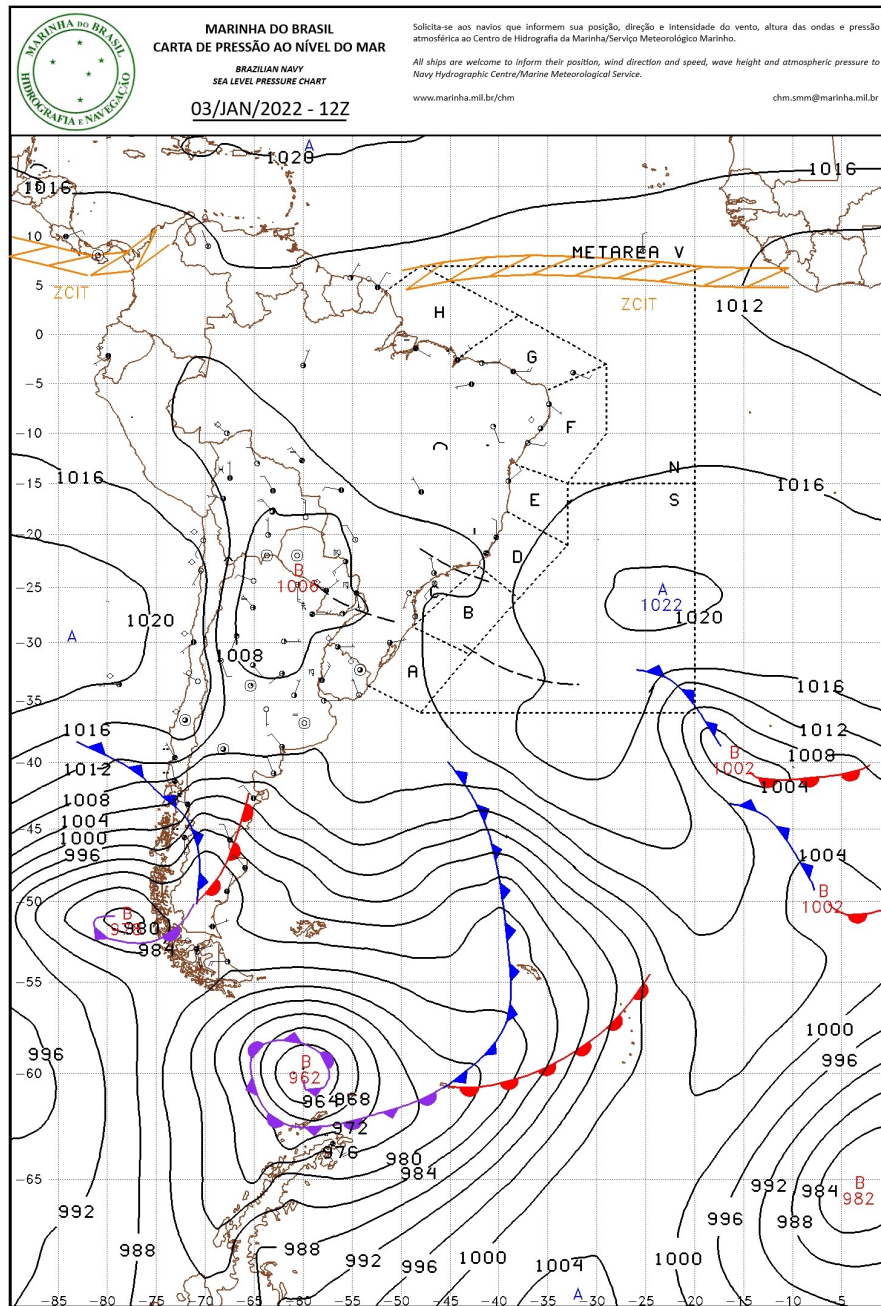 MARINHA DO BRASIL
HIDROGRAFIA E NAVEGAÇÃO
MARINHA DO BRASIL
CARTA DE PRESSÃO AO NÍVEL DO MAR
BRAZILIAN NAVY
SEA LEVEL PRESSURE CHART
03/JAN/2022 - 12Z
Solicita-se aos navios que informem sua posição, direção e intensidade do vento, altura das ondas e pressão
atmosférica ao Centro de Hidrografia da Marinha/Serviço Meteorológico Marinho.
All ships are welcome to inform their position, wind direction and speed, wave height and atmospheric pressure to
Navy Hydrographic Centre/Marine Meteorological Service.
www.marinha.mil.br/chm
chm.smm@marinha.mil.br
A
1020
1016
1016
10
METAREA V
5
ZCIT
ZCIT
1012
H
0
G
-5
F
-10
N
1016
1016
-15
E
S
-20
D
B
1006
-25
A
1022
1020
1020
B
A
-30
1008
A
1016
-35
1016
1012
B
1002
1008
-40
1012
1004
1008
1004
-45
1000
1004
996
B
1002
-50
B
980
984
-55
1000
996
996
-60
B
962
964
968
972
976
980
984
-65
992
984
B
982
992
996
988
988
988
992
996
1000
1004
1000
A
-85
-80
-75
-70
-65
-60
-55
-50
-45
-40
-35
-30
-25
-20
-15
-10
-5